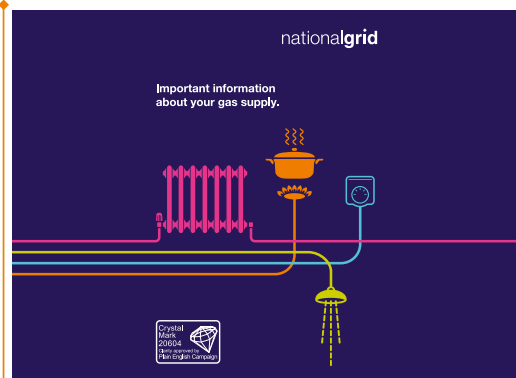 nationalgrid
Important information
about your gas supply.
Crystal
Mark
20604
Clarity approved by
Plain English Campaign